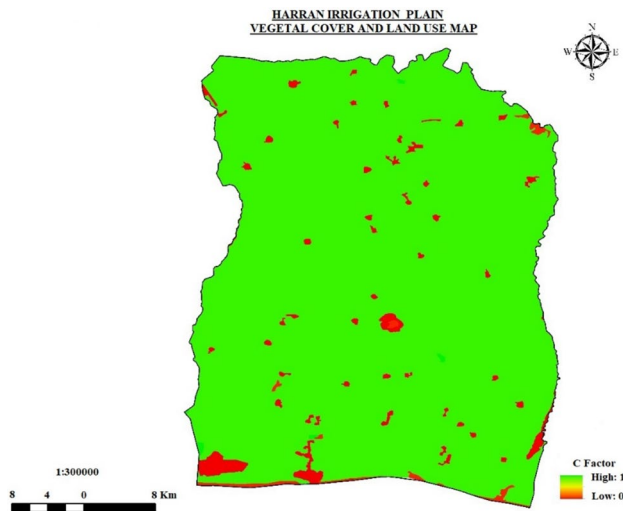 HARRAN IRRIGATION PLAIN
VEGETAL COVER AND LAND USE MAP
N
W E
S
1:300000
8 4 0 8 Km
C Factor
High: 1
Low: 0